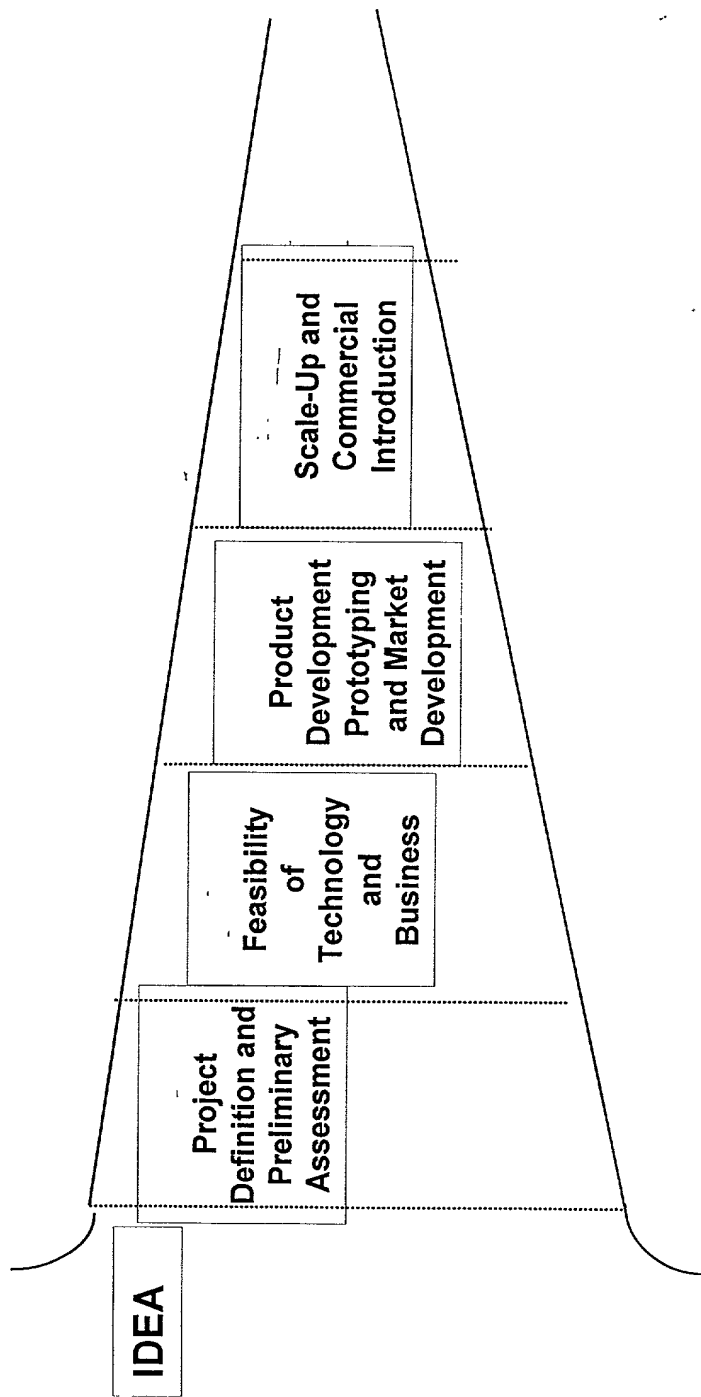 IDEA
Project
Definition and
Preliminary
Assessment
Feasibility
of
Technology
and
Business
Product
Development
Prototyping
and Market
Development
Scale-Up and
Commercial
Introduction